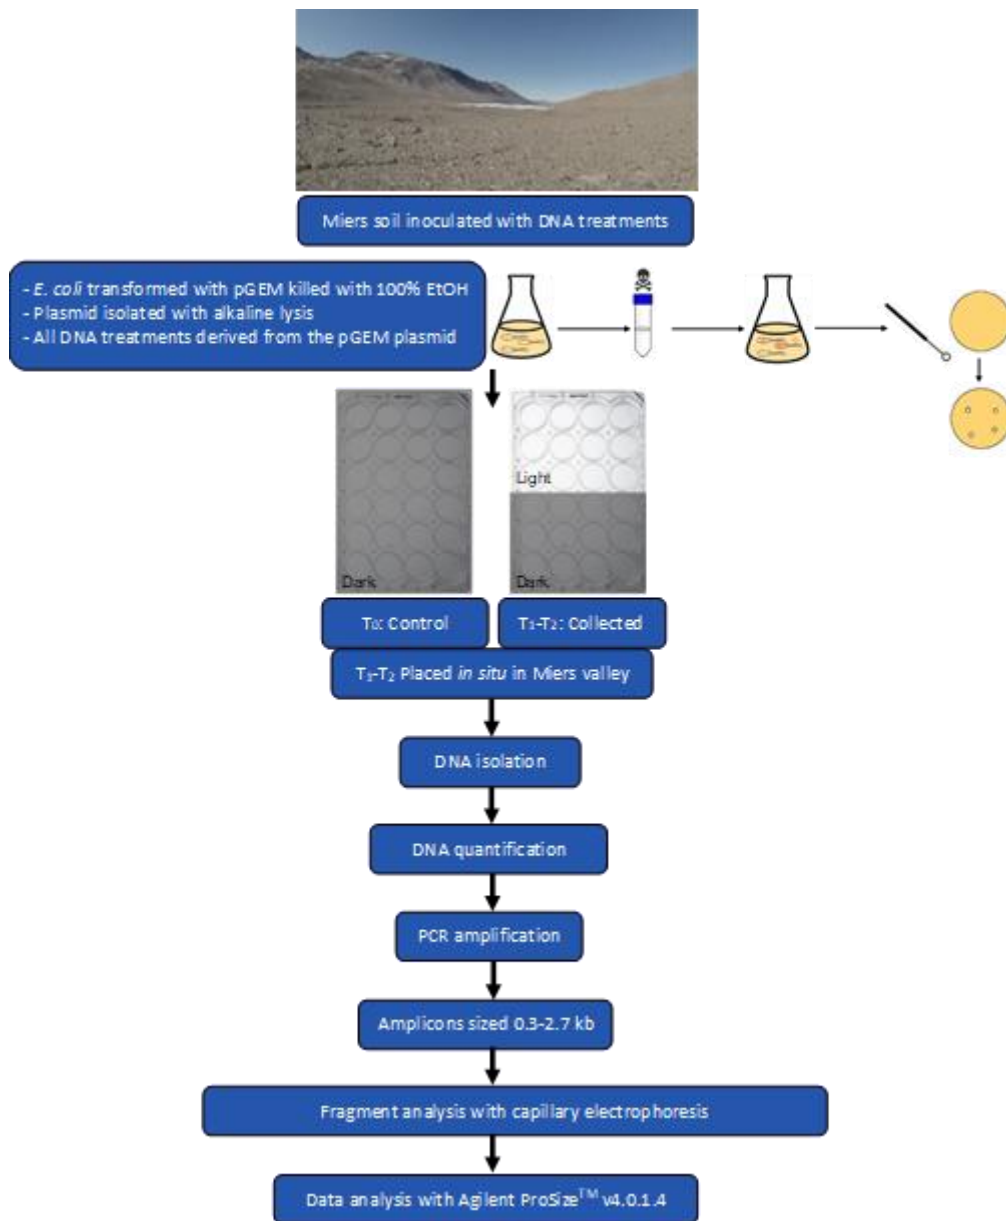 Miers soil inoculated with DNA treatments
- E. coli transformed with pGEM killed with 100% EtOH
- Plasmid isolated with alkaline lysis
- All DNA treatments derived from the pGEM plasmid
Light
Dark
Dark
T₀: Control
T₁-T₂: Collected
T₁-T₂ Placed in situ in Miers valley
DNA isolation
DNA quantification
PCR amplification
Amplicons sized 0.3-2.7 kb
Fragment analysis with capillary electrophoresis
Data analysis with Agilent ProSize™ v4.0.1.4